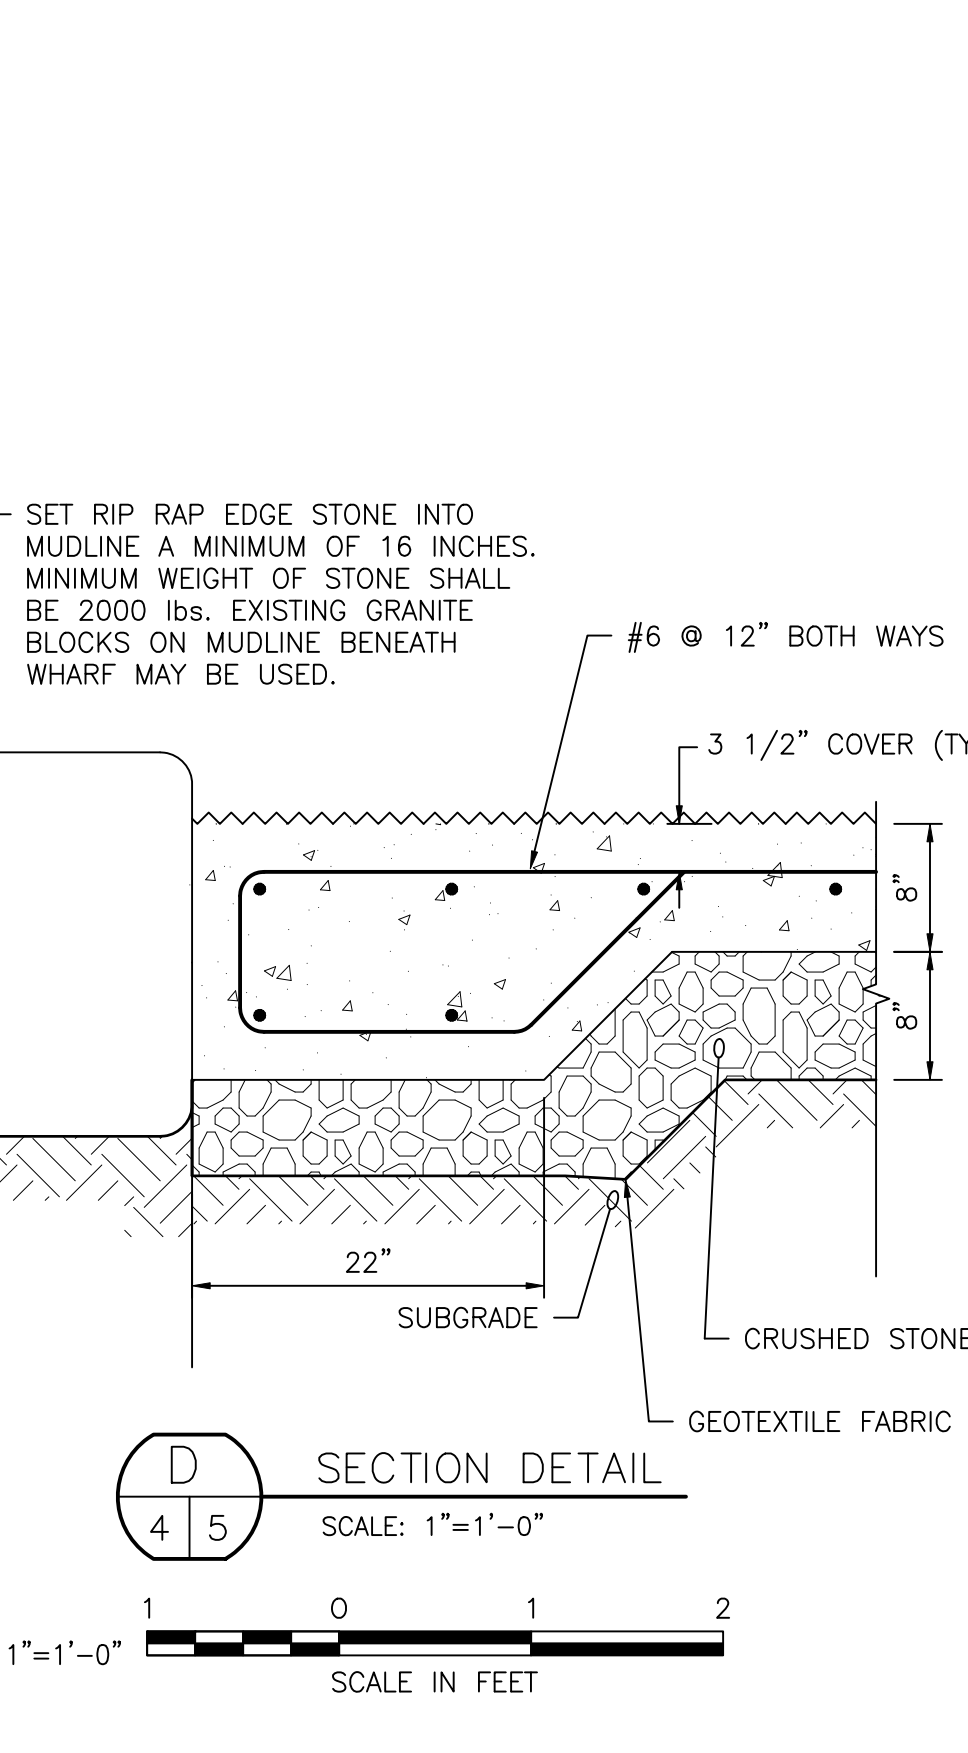 SET RIP RAP EDGE STONE INTO
MUDLINE A MINIMUM OF 16 INCHES.
MINIMUM WEIGHT OF STONE SHALL
BE 2000 lbs. EXISTING GRANITE
BLOCKS ON MUDLINE BENEATH
WHARF MAY BE USED.
#6 @ 12" BOTH WAYS
3 1/2" COVER (TY
8"
8"
22"
SUBGRADE
CRUSHED STONE
GEOTEXTILE FABRIC
D
4 5
SECTION DETAIL
SCALE: 1"=1'-0"
1 0 1 2
1"=1'-0"
SCALE IN FEET